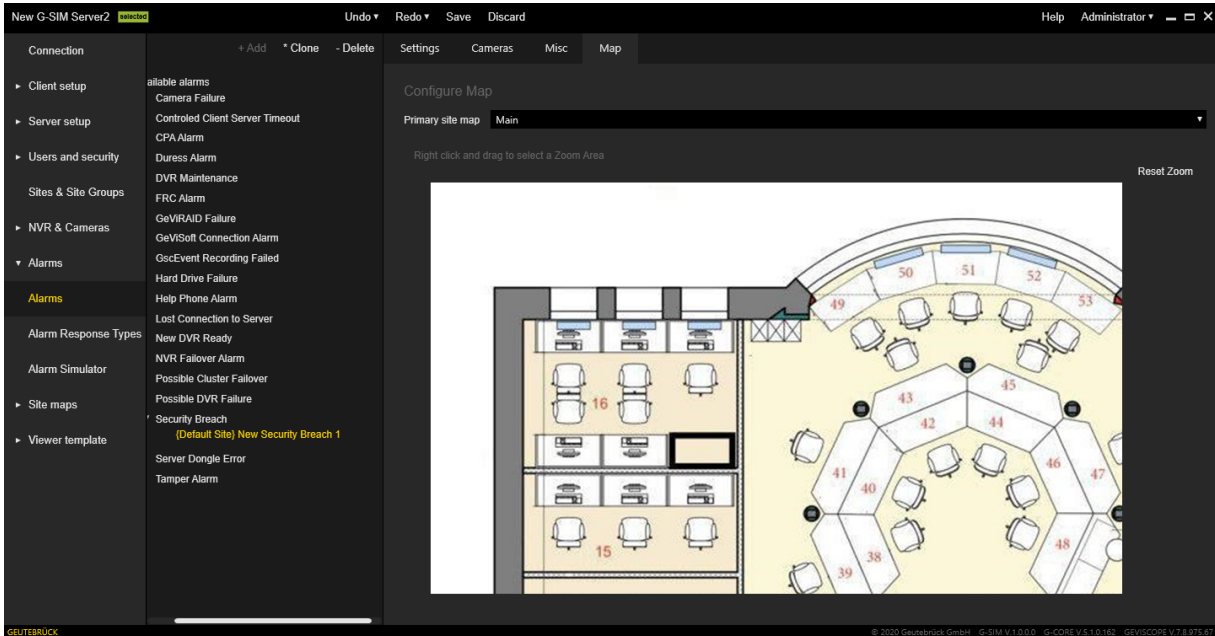 New G-SIM Server2 selected Undo ▾ Redo ▾ Save Discard Help Administrator ▾
Connection
Client setup
Server setup
Users and security
Sites & Site Groups
NVR & Cameras
Alarms
Alarms
Alarm Response Types
Alarm Simulator
Site maps
Viewer template
+ Add * Clone - Delete
ailable alarms
Camera Failure
Controled Client Server Timeout
CPA Alarm
Duress Alarm
DVR Maintenance
FRC Alarm
GeViRAID Failure
GeViSoft Connection Alarm
GscEvent Recording Failed
Hard Drive Failure
Help Phone Alarm
Lost Connection to Server
New DVR Ready
NVR Failover Alarm
Possible Cluster Failover
Possible DVR Failure
Security Breach
{Default Site} New Security Breach 1
Server Dongle Error
Tamper Alarm
Settings Cameras Misc Map
Configure Map
Primary site map Main
Right click and drag to select a Zoom Area
Reset Zoom
50 51 52
49 53
45
16 43
42 44
41 46 47
40
15 38 48
39
GEUTEBRÜCK © 2020 Geutebrück GmbH G-SIM V.1.0.0.0 G-CORE V.5.1.0.162 GEVISCOPE V.7.8.975.67